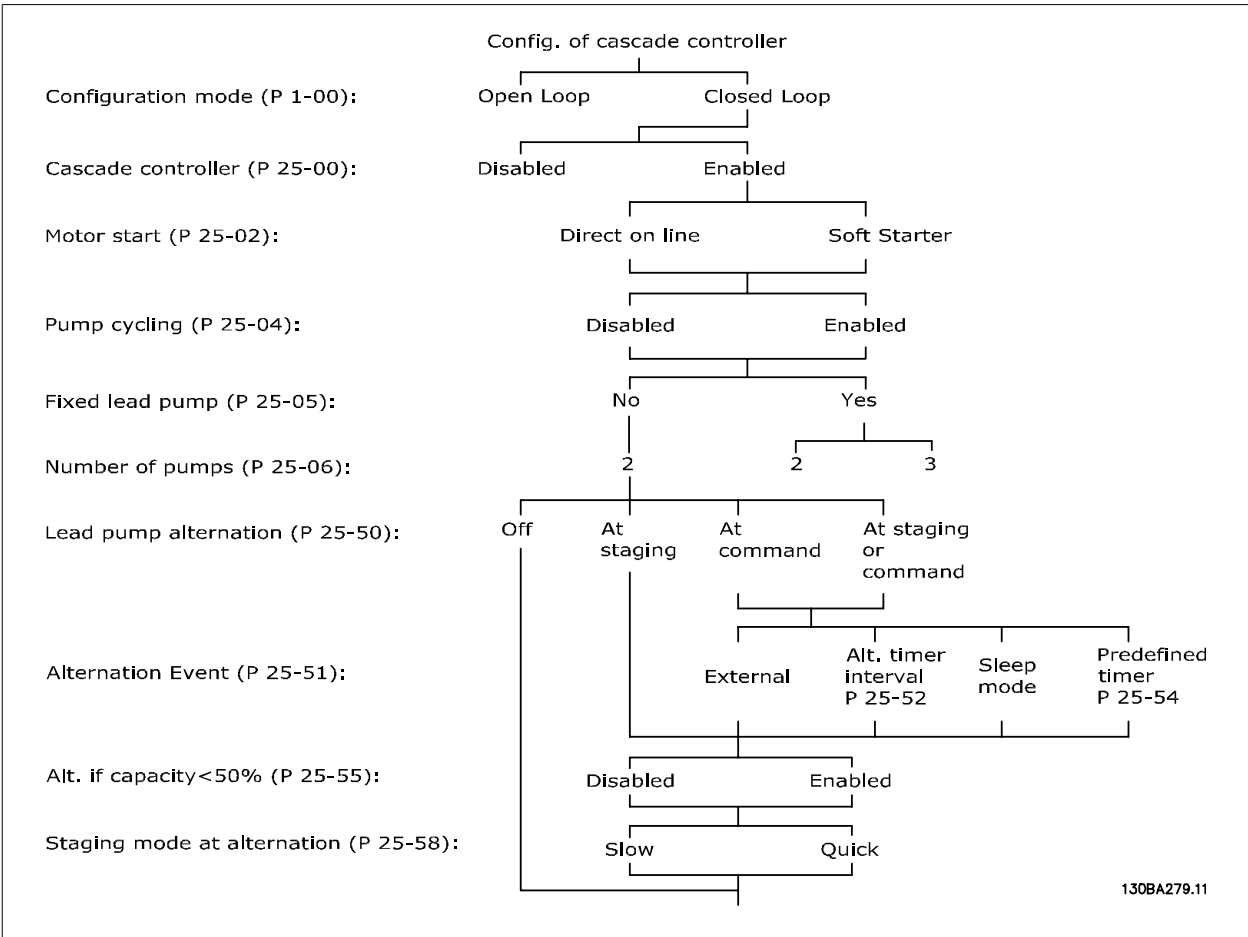 Config. of cascade controller
Configuration mode (P 1-00): Open Loop Closed Loop
Cascade controller (P 25-00): Disabled Enabled
Motor start (P 25-02): Direct on line Soft Starter
Pump cycling (P 25-04): Disabled Enabled
Fixed lead pump (P 25-05): No Yes
Number of pumps (P 25-06): 2 2 3
Lead pump alternation (P 25-50): Off At staging At command At staging or command
Alternation Event (P 25-51): External Alt. timer interval P 25-52 Sleep mode Predefined timer P 25-54
Alt. if capacity<50% (P 25-55): Disabled Enabled
Staging mode at alternation (P 25-58): Slow Quick
130BA279.11